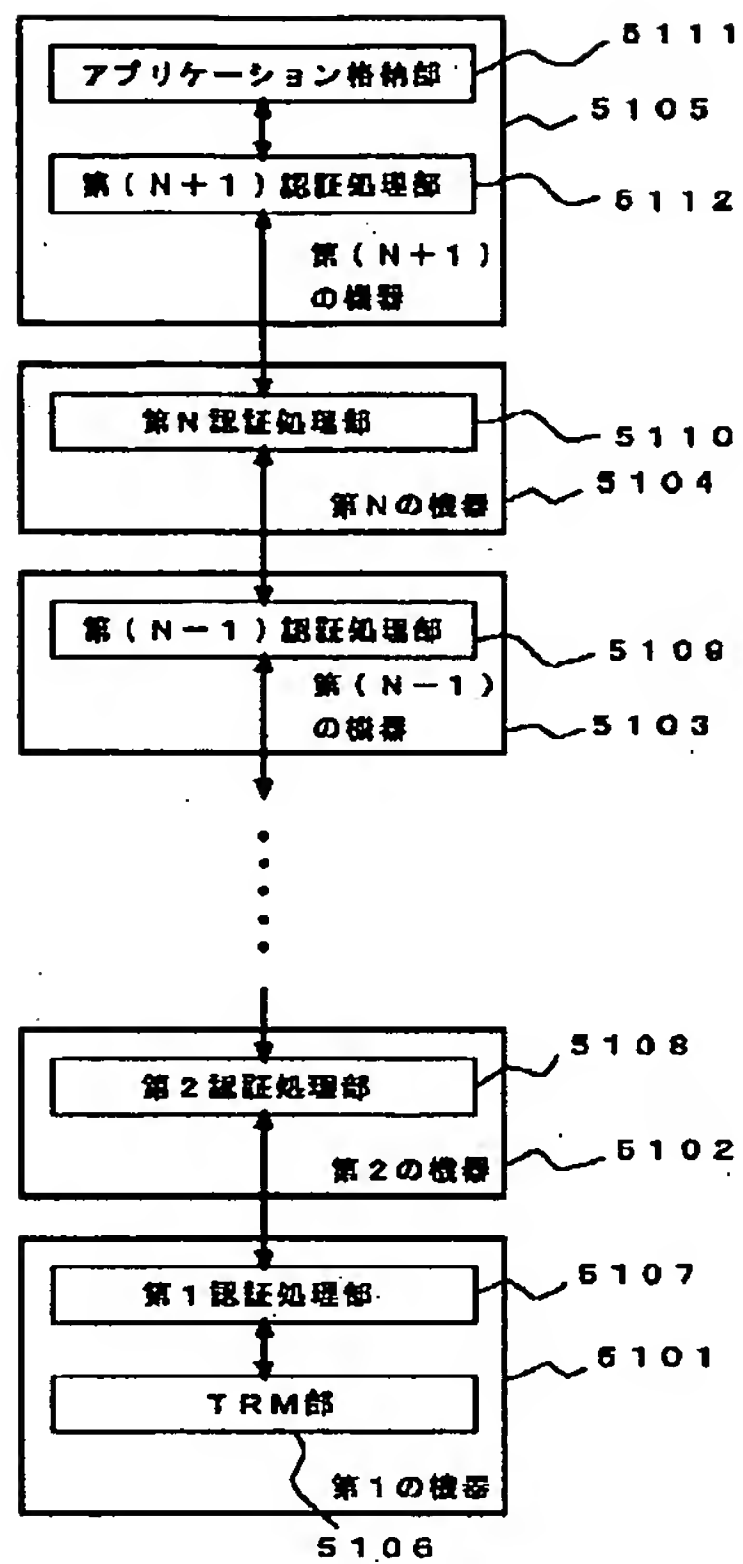 アプリケーション格納部
5111
5105
第(N+1)認証処理部
5112
第(N+1)
の機器
第N認証処理部
5110
5104
第Nの機器
第(N-1)認証処理部
5109
第(N-1)
の機器
5103
第2認証処理部
5108
5102
第2の機器
第1認証処理部
5107
5101
TRM部
第1の機器
5106